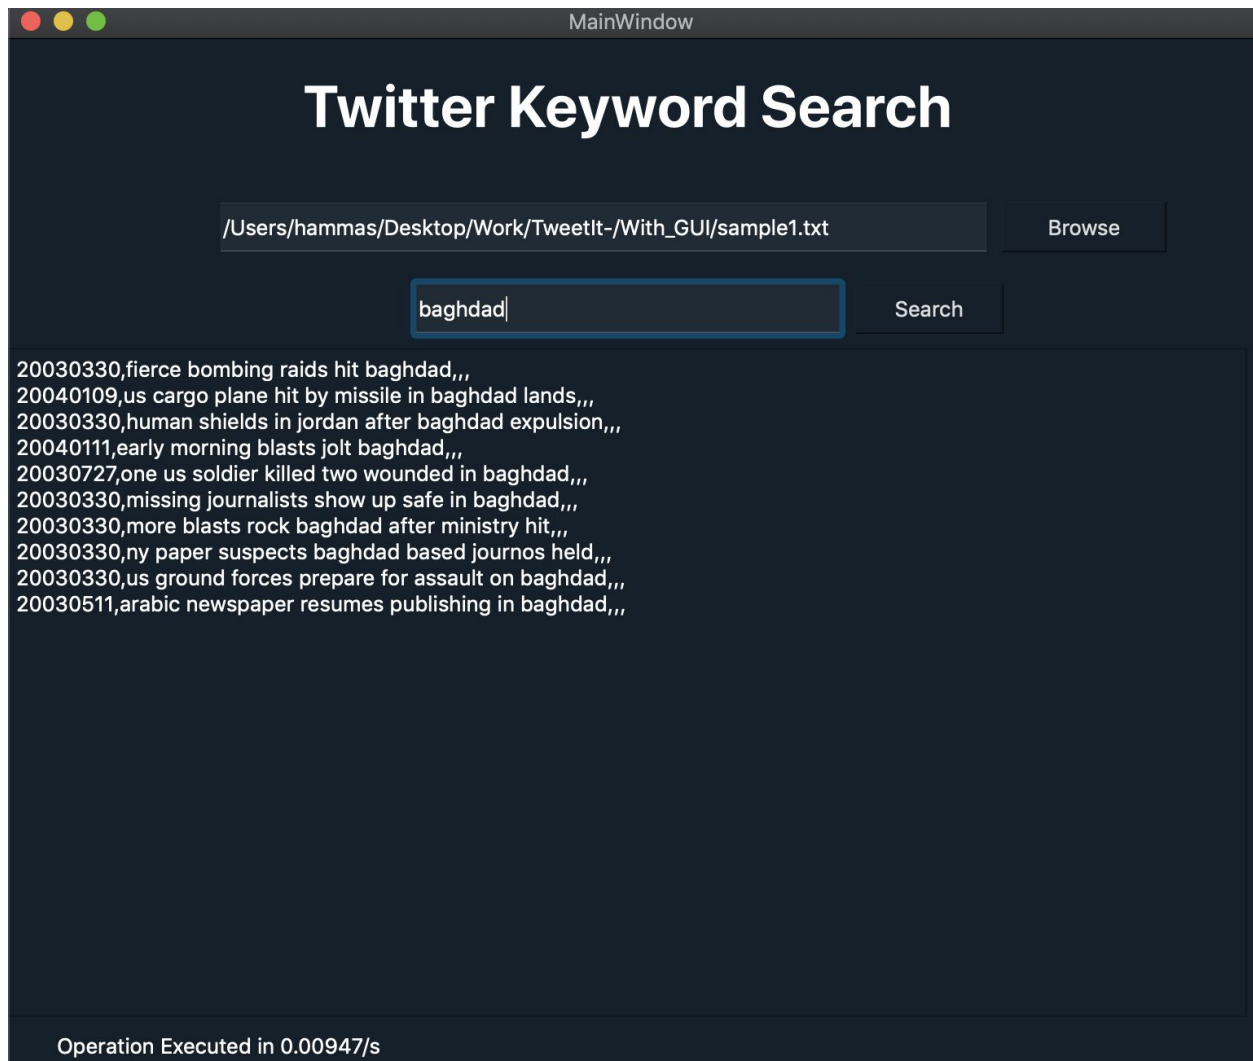 MainWindow
Twitter Keyword Search
/Users/hammas/Desktop/Work/TweetIt-/With_GUI/sample1.txt Browse
baghdad Search
20030330,fierce bombing raids hit baghdad,,,
20040109,us cargo plane hit by missile in baghdad lands,,,
20030330,human shields in jordan after baghdad expulsion,,,
20040111,early morning blasts jolt baghdad,,,
20030727,one us soldier killed two wounded in baghdad,,,
20030330,missing journalists show up safe in baghdad,,,
20030330,more blasts rock baghdad after ministry hit,,,
20030330,ny paper suspects baghdad based journos held,,,
20030330,us ground forces prepare for assault on baghdad,,,
20030511,arabic newspaper resumes publishing in baghdad,,,
Operation Executed in 0.00947/s